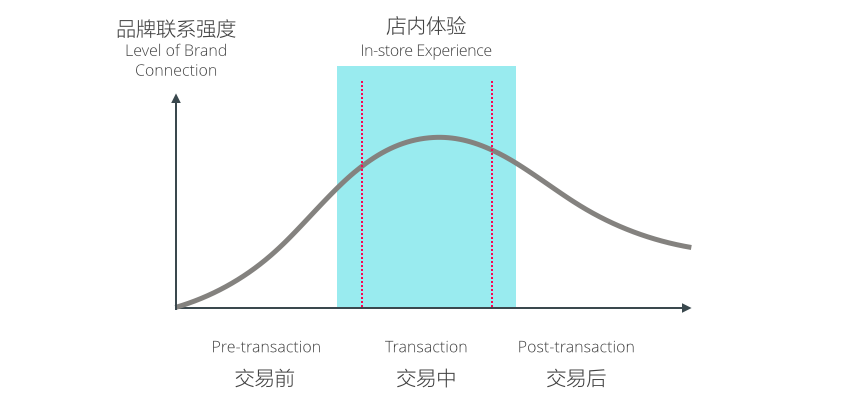 品牌联系强度
Level of Brand
Connection
店内体验
In-store Experience
Pre-transaction
交易前
Transaction
交易中
Post-transaction
交易后